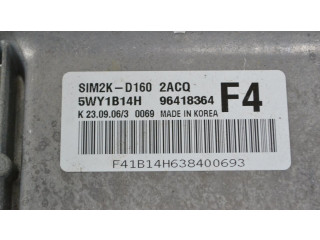 SIM2K-D160 2ACQ
5WY1B14H 96418364 F4
K 23.09.06/3 0069 MADE IN KOREA
F41B14H638400693